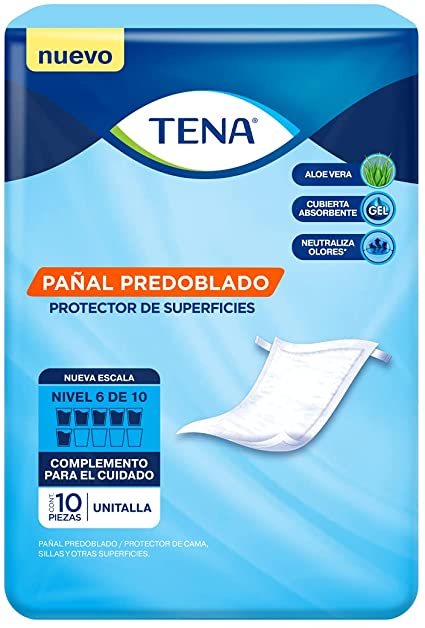 nuevo
TENA®
ALOE VERA
CUBIERTA
ABSORBENTE
GEL
NEUTRALIZA
OLORES*
PAÑAL PREDOBLADO
PROTECTOR DE SUPERFICIES
NUEVA ESCALA
NIVEL 6 DE 10
COMPLEMENTO
PARA EL CUIDADO
CONT. 10 PIEZAS UNITALLA
PAÑAL PREDOBLADO / PROTECTOR DE CAMA,
SILLAS Y OTRAS SUPERFICIES.